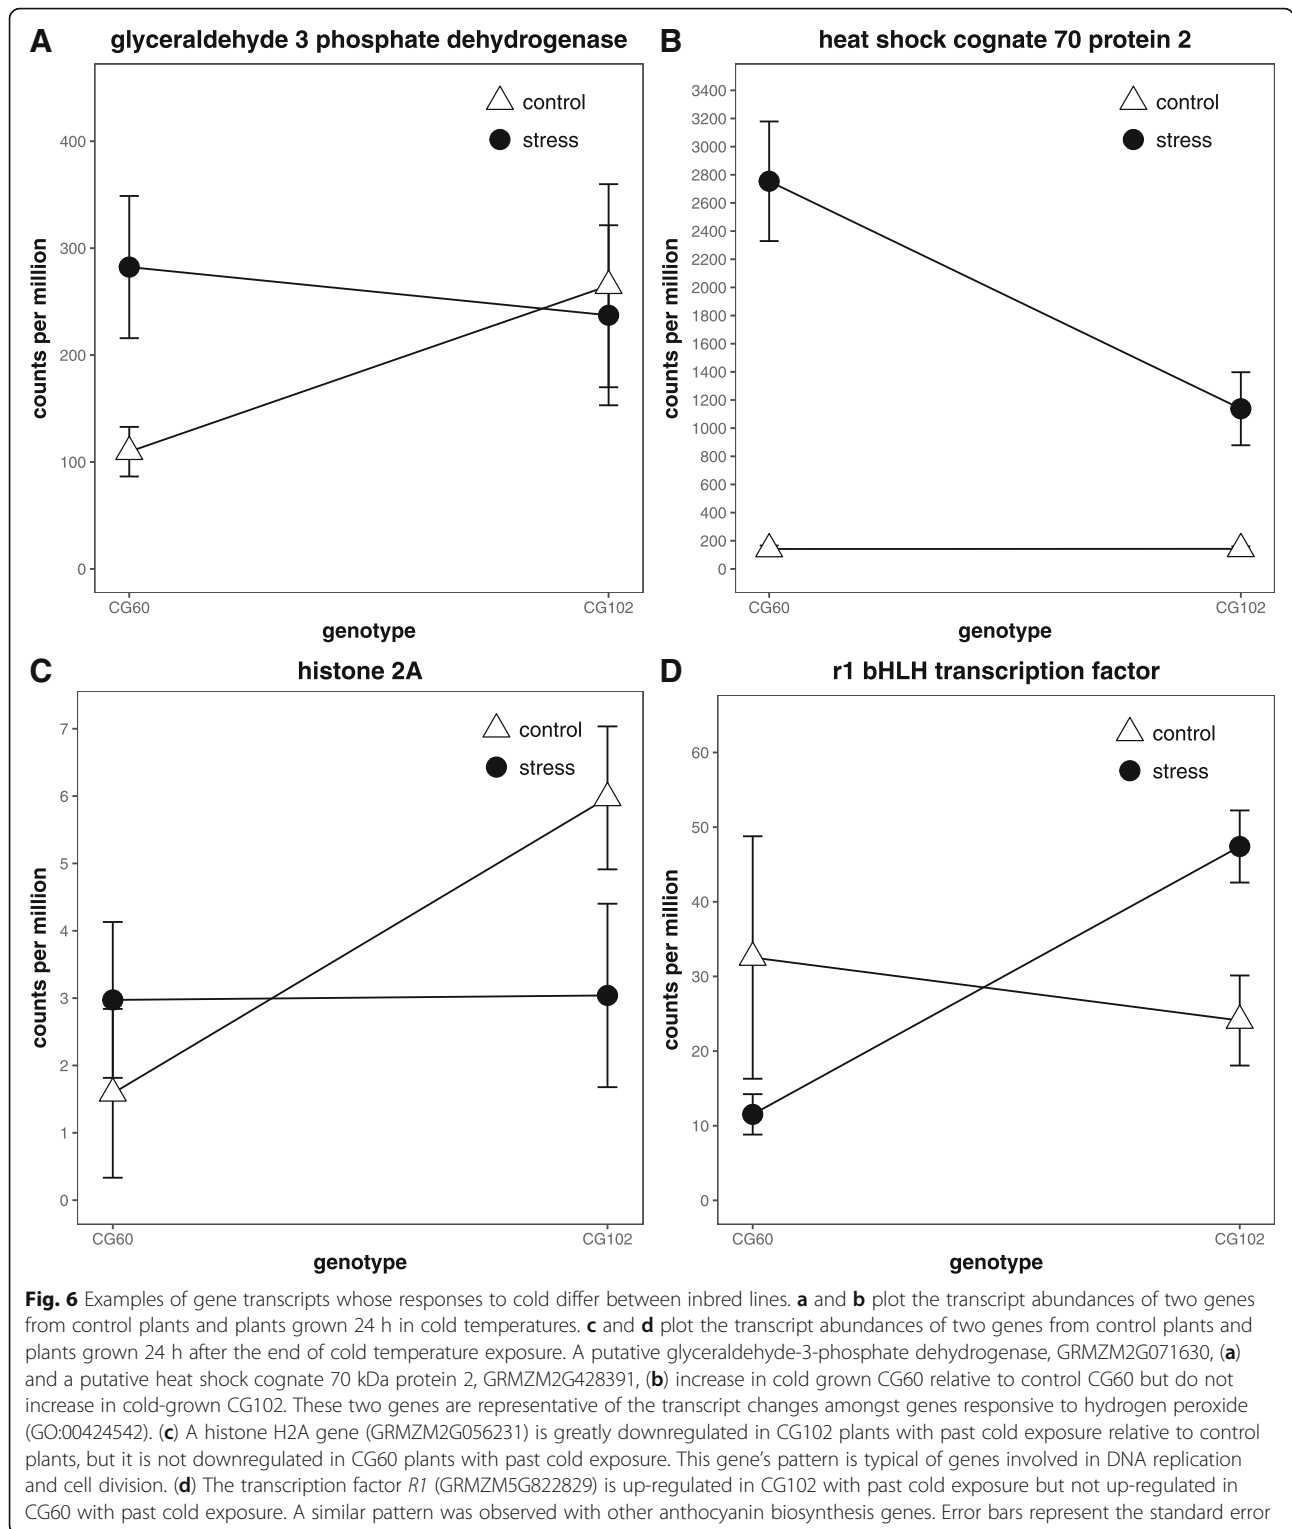 A glyceraldehyde 3 phosphate dehydrogenase
control
stress
400
300
200
100
0
counts per million
CG60 CG102
genotype
B heat shock cognate 70 protein 2
control
stress
3400
3200
3000
2800
2600
2400
2200
2000
1800
1600
1400
1200
1000
800
600
400
200
0
counts per million
CG60 CG102
genotype
C histone 2A
control
stress
7
6
5
4
3
2
1
0
counts per million
CG60 CG102
genotype
D r1 bHLH transcription factor
control
stress
60
50
40
30
20
10
0
counts per million
CG60 CG102
genotype
Fig. 6 Examples of gene transcripts whose responses to cold differ between inbred lines. a and b plot the transcript abundances of two genes
from control plants and plants grown 24 h in cold temperatures. c and d plot the transcript abundances of two genes from control plants and
plants grown 24 h after the end of cold temperature exposure. A putative glyceraldehyde-3-phosphate dehydrogenase, GRMZM2G071630, (a)
and a putative heat shock cognate 70 kDa protein 2, GRMZM2G428391, (b) increase in cold grown CG60 relative to control CG60 but do not
increase in cold-grown CG102. These two genes are representative of the transcript changes amongst genes responsive to hydrogen peroxide
(GO:00424542). (c) A histone H2A gene (GRMZM2G056231) is greatly downregulated in CG102 plants with past cold exposure relative to control
plants, but it is not downregulated in CG60 plants with past cold exposure. This gene's pattern is typical of genes involved in DNA replication
and cell division. (d) The transcription factor R1 (GRMZM5G822829) is up-regulated in CG102 with past cold exposure but not up-regulated in
CG60 with past cold exposure. A similar pattern was observed with other anthocyanin biosynthesis genes. Error bars represent the standard error